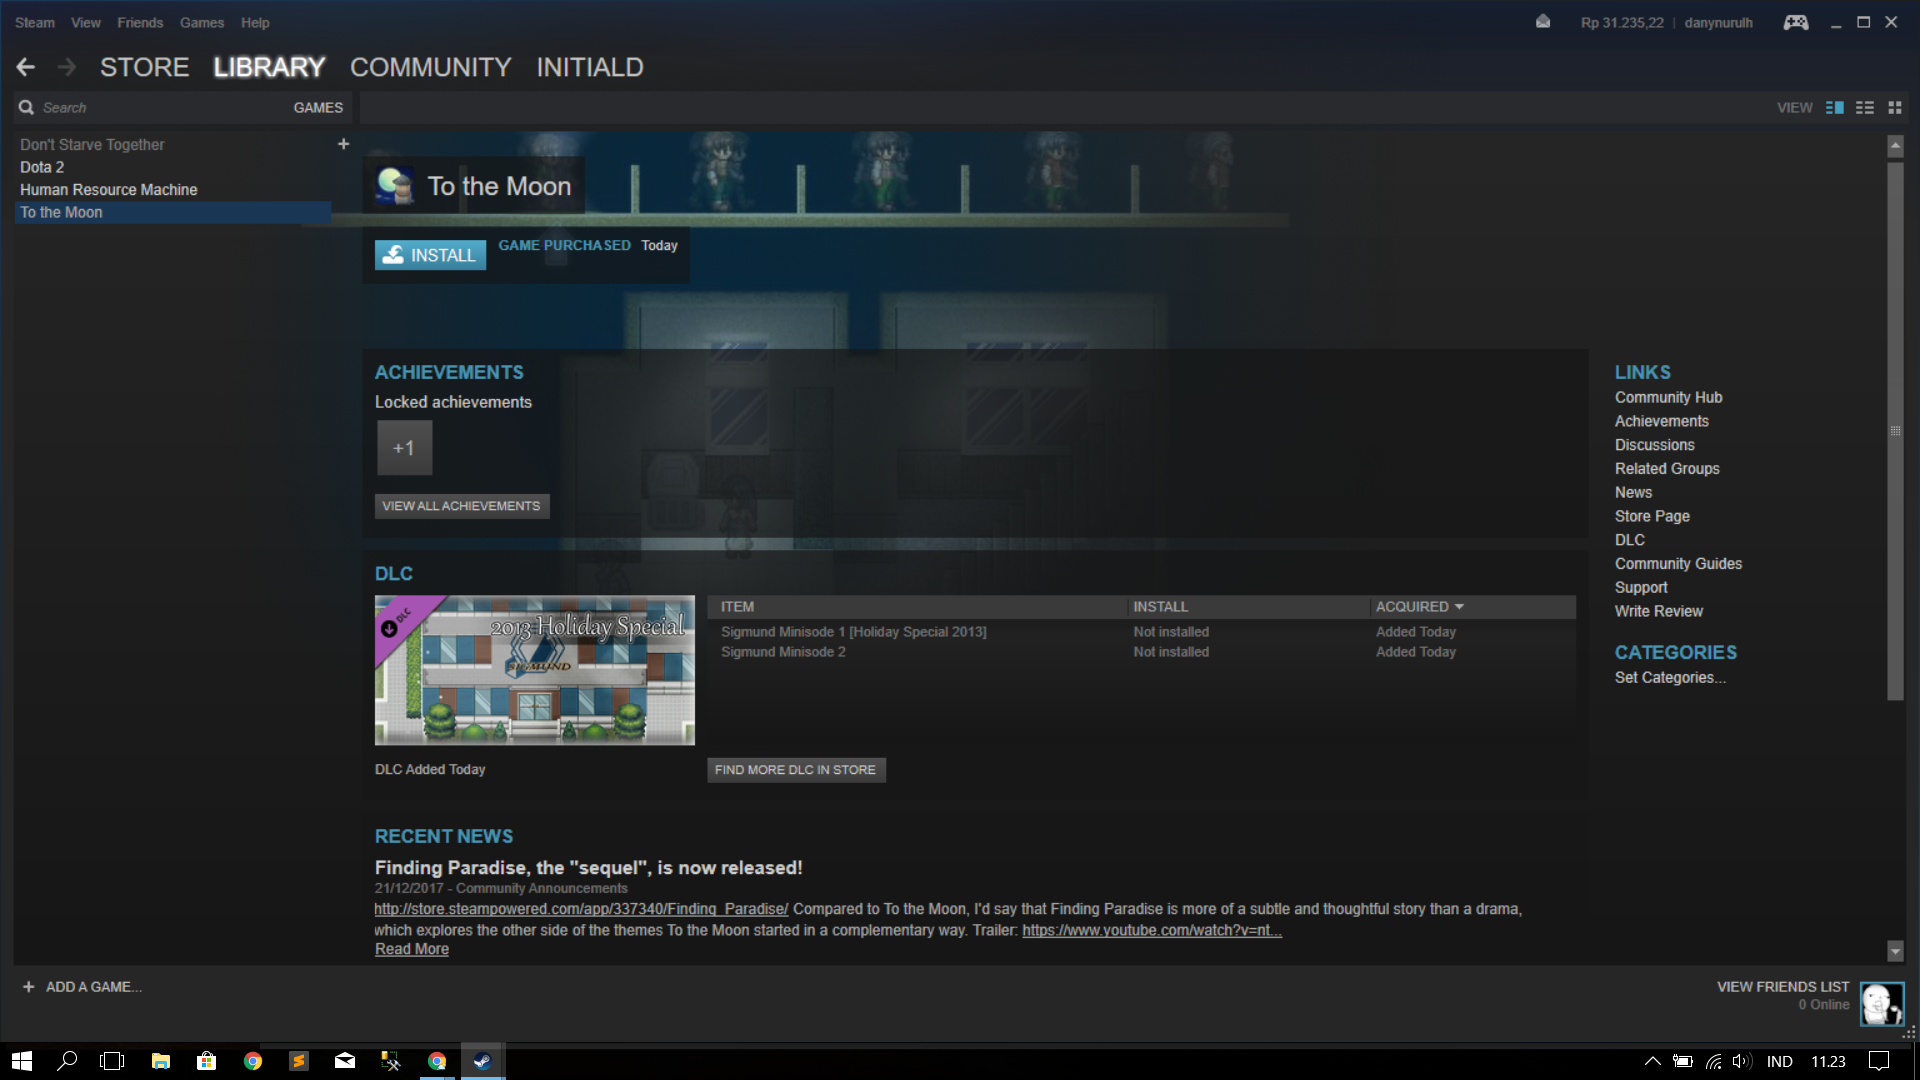 Steam View Friends Games Help
Rp 31.235,22 | danynurulh
STORE LIBRARY COMMUNITY INITIALD
Search GAMES
VIEW
Don't Starve Together
Dota 2
Human Resource Machine
To the Moon
+
To the Moon
INSTALL
GAME PURCHASED Today
ACHIEVEMENTS
Locked achievements
+1
VIEW ALL ACHIEVEMENTS
DLC
DLC
2013 Holiday Special
SIGMUND
DLC Added Today
ITEM INSTALL ACQUIRED
Sigmund Minisode 1 [Holiday Special 2013] Not installed Added Today
Sigmund Minisode 2 Not installed Added Today
FIND MORE DLC IN STORE
RECENT NEWS
Finding Paradise, the "sequel", is now released!
21/12/2017 - Community Announcements
http://store.steampowered.com/app/337340/Finding_Paradise/ Compared to To the Moon, I'd say that Finding Paradise is more of a subtle and thoughtful story than a drama,
which explores the other side of the themes To the Moon started in a complementary way. Trailer: https://www.youtube.com/watch?v=nt...
Read More
LINKS
Community Hub
Achievements
Discussions
Related Groups
News
Store Page
DLC
Community Guides
Support
Write Review
CATEGORIES
Set Categories...
+ ADD A GAME...
VIEW FRIENDS LIST
0 Online
IND 11.23